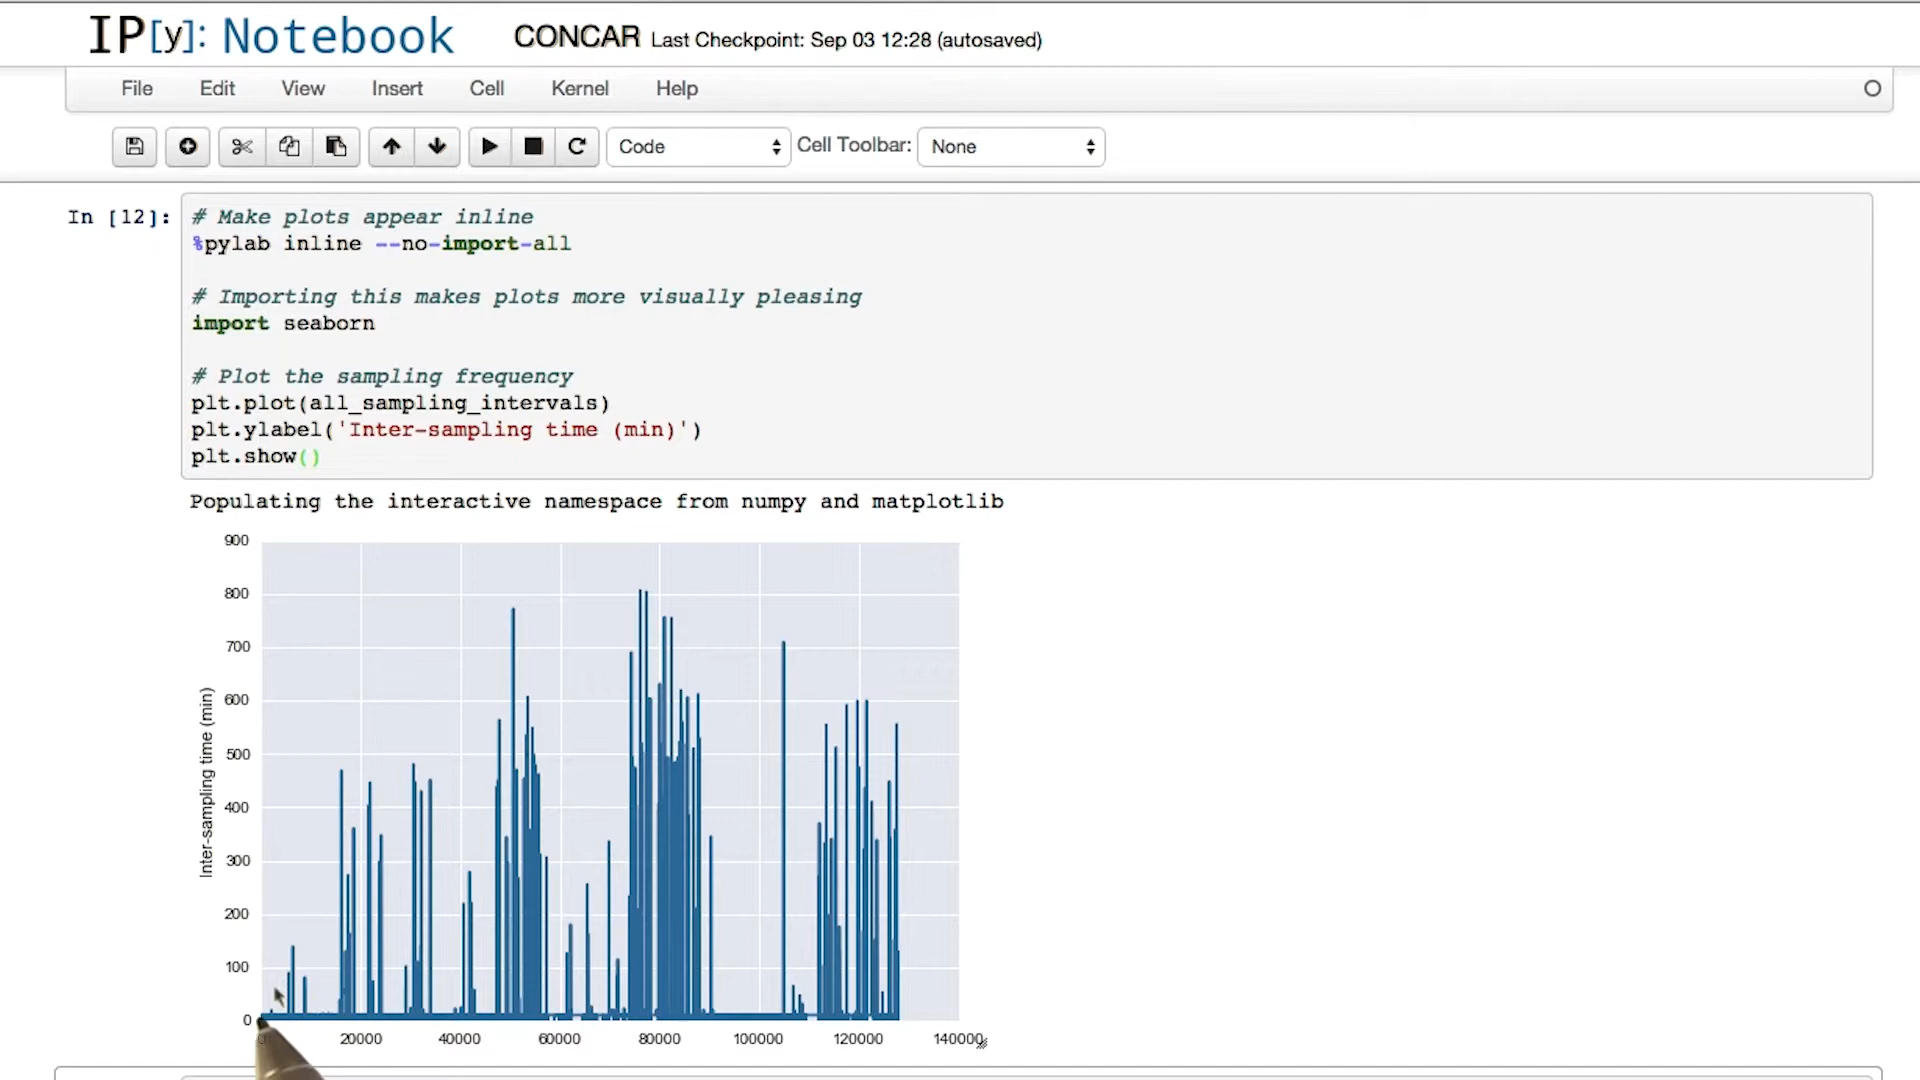 IP[y]: Notebook CONCAR Last Checkpoint: Sep 03 12:28 (autosaved)
File Edit View Insert Cell Kernel Help
Code Cell Toolbar: None
In [12]: # Make plots appear inline
%pylab inline --no-import-all
# Importing this makes plots more visually pleasing
import seaborn
# Plot the sampling frequency
plt.plot(all_sampling_intervals)
plt.ylabel('Inter-sampling time (min)')
plt.show()
Populating the interactive namespace from numpy and matplotlib
900
800
700
600
500
400
300
200
100
0
Inter-sampling time (min)
20000 40000 60000 80000 100000 120000 140000